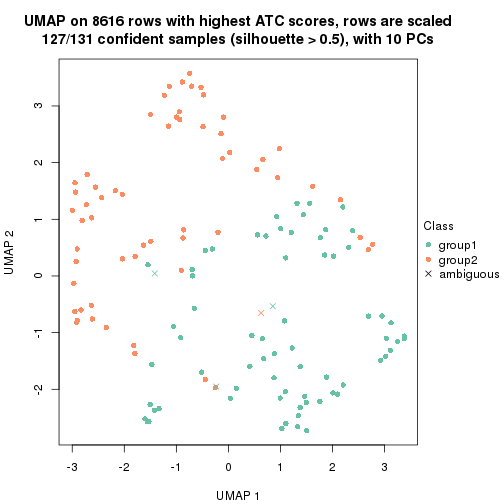 UMAP on 8616 rows with highest ATC scores, rows are scaled
127/131 confident samples (silhouette > 0.5), with 10 PCs
3
2
1
0
-1
-2
UMAP 2
-3
-2
-1
0
1
2
3
UMAP 1
Class
group1
group2
ambiguous